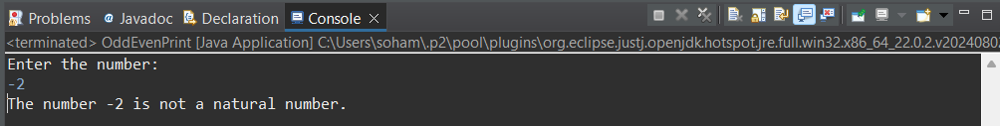 Problems Javadoc Declaration Console
<terminated> OddEvenPrint [Java Application] C:\Users\soham\.p2\pool\plugins\org.eclipse.justj.openjdk.hotspot.jre.full.win32.x86_64_22.0.2.v20240802
Enter the number:
-2
The number -2 is not a natural number.